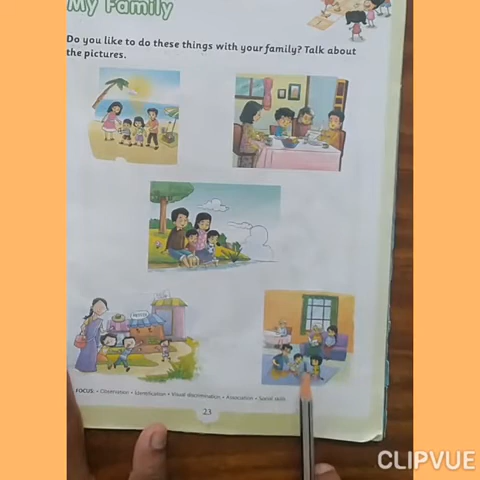 My Family
Do you like to do these things with your family? Talk about
the pictures.
FOCUS: • Observation • Identification • Visual discrimination • Association • Social skills
23
CLIPVUE